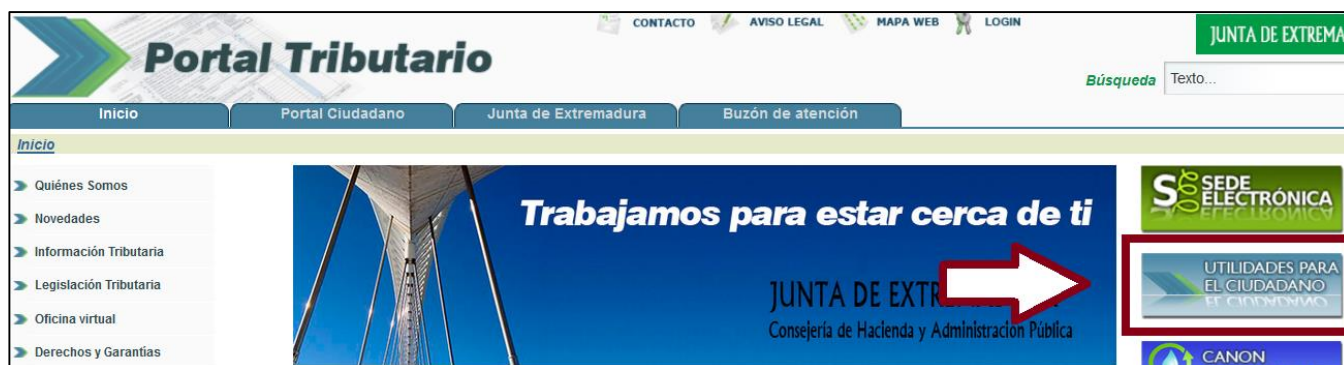 CONTACTO AVISO LEGAL MAPA WEB LOGIN
JUNTA DE EXTREMA
Portal Tributario
Búsqueda Texto...
Inicio Portal Ciudadano Junta de Extremadura Buzón de atención
Inicio
Quiénes Somos
Novedades
Información Tributaria
Legislación Tributaria
Oficina virtual
Derechos y Garantías
Trabajamos para estar cerca de ti
JUNTA DE EXTR
Consejería de Hacienda y Administración Pública
SEDE
ELECTRÓNICA
UTILIDADES PARA
EL CIUDADANO
CANON